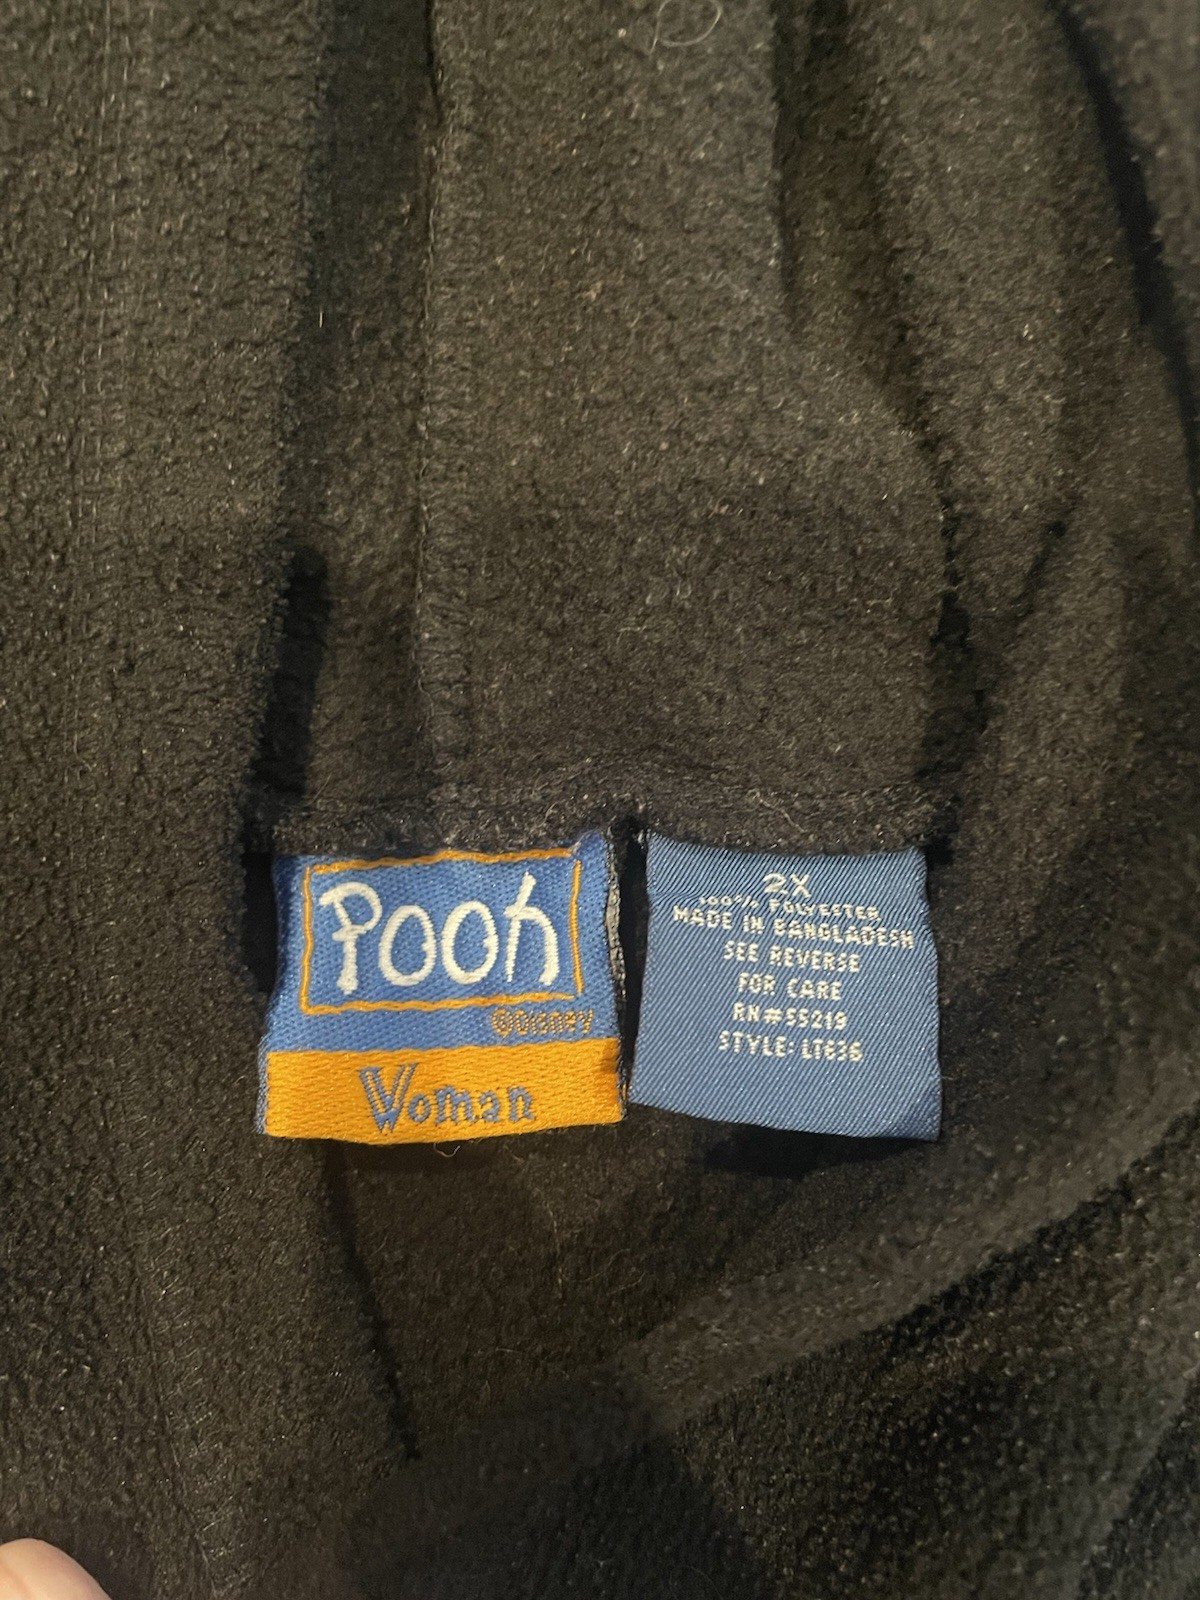 Pooh
©Disney
Woman
2X
100% POLYESTER
MADE IN BANGLADESH
SEE REVERSE
FOR CARE
RN#55219
STYLE: LT636